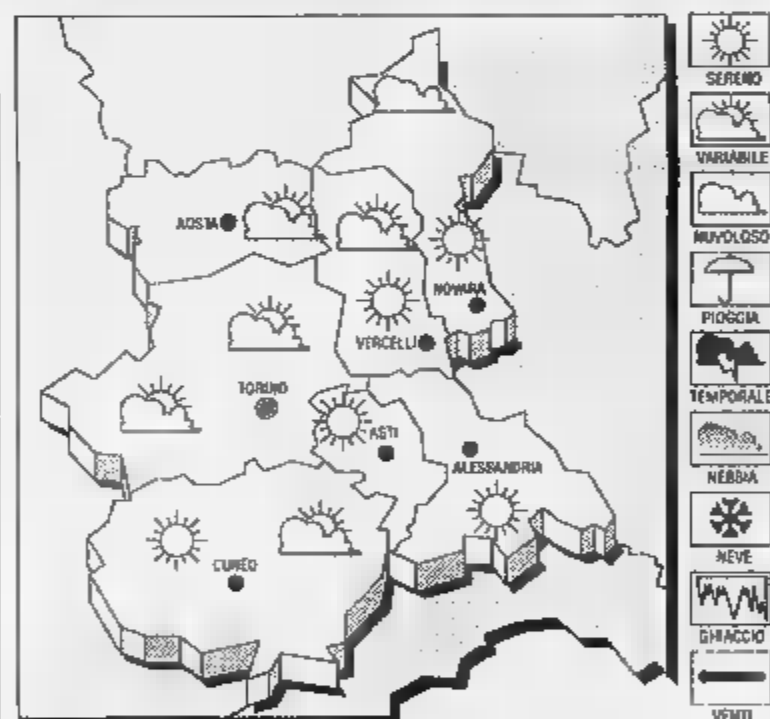 SERENO
VARIABILE
NUVOLOSO
PIOGGIA
TEMPORALE
NEBBIA
NEVE
GHIACCIO
VENTI
AOSTA
NOVARA
VERCELLI
TORINO
ASTI
ALESSANDRIA
CUNEO